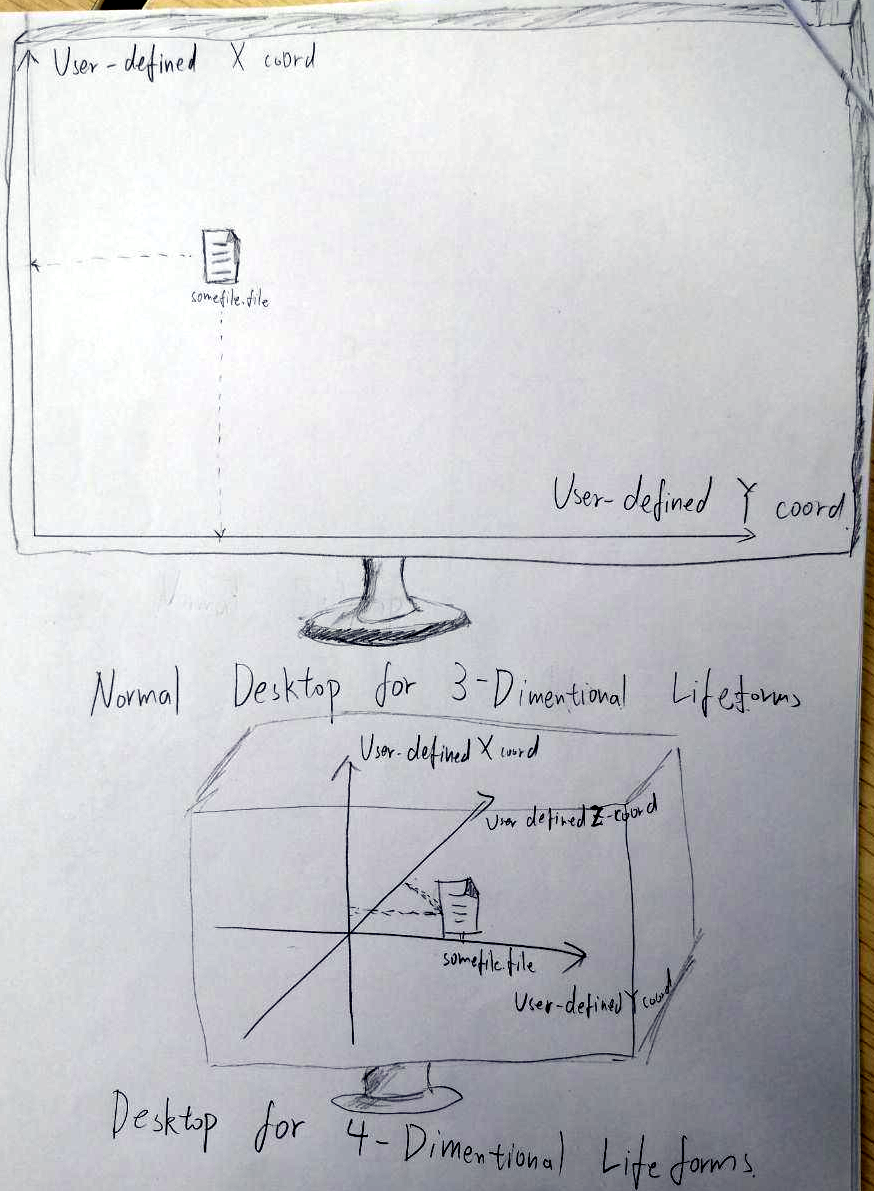 User-defined X coord
somefile.file
User-defined Y coord
Normal Desktop for 3-Dimentional Lifeforms
User-defined X coord
User defined Z-coord
somefile.file
User-defined Y coord
Desktop for 4-Dimentional Lifeforms